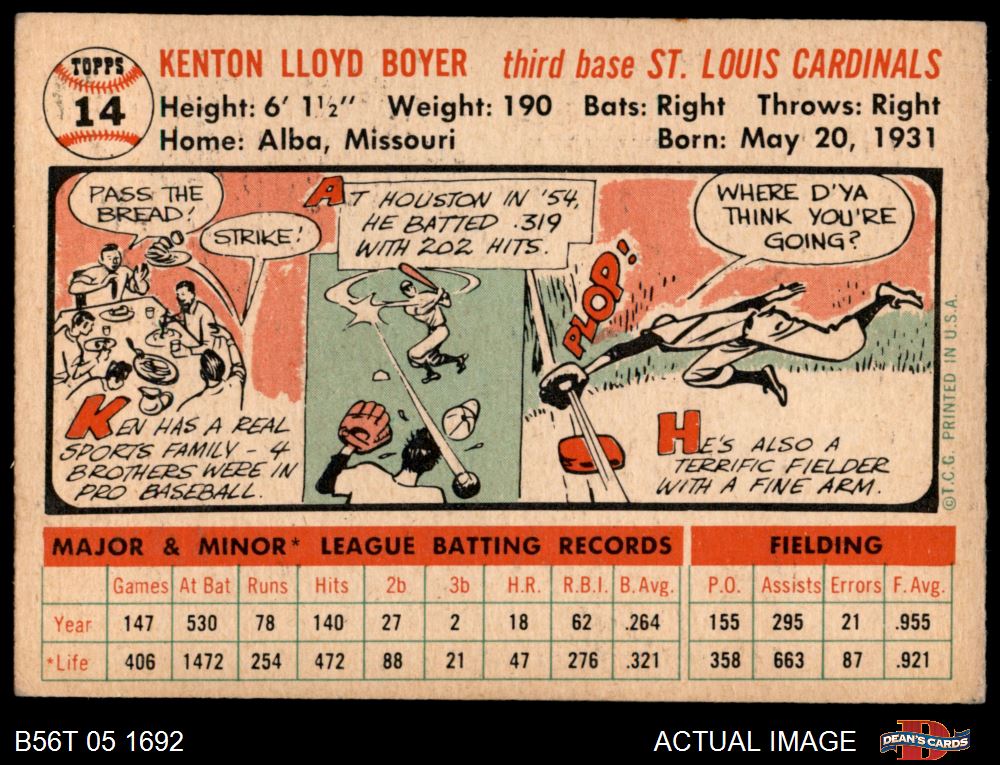 TOPPS
14
KENTON LLOYD BOYER third base ST. LOUIS CARDINALS
Height: 6' 1½" Weight: 190 Bats: Right Throws: Right
Home: Alba, Missouri Born: May 20, 1931
PASS THE
BREAD!
STRIKE!
AT HOUSTON IN '54,
HE BATTED .319
WITH 202 HITS.
WHERE D'YA
THINK YOU'RE
GOING?
PLOP!
KEN HAS A REAL
SPORTS FAMILY - 4
BROTHERS WERE IN
PRO BASEBALL.
HE'S ALSO A
TERRIFIC FIELDER
WITH A FINE ARM.
©T.C.G. PRINTED IN U.S.A.
MAJOR & MINOR* LEAGUE BATTING RECORDS FIELDING
Games At Bat Runs Hits 2b 3b H.R. R.B.I. B. Avg. P.O. Assists Errors F. Avg.
Year 147 530 78 140 27 2 18 62 .264 155 295 21 .955
*Life 406 1472 254 472 88 21 47 276 .321 358 663 87 .921
B56T 05 1692 ACTUAL IMAGE DEAN'S CARDS